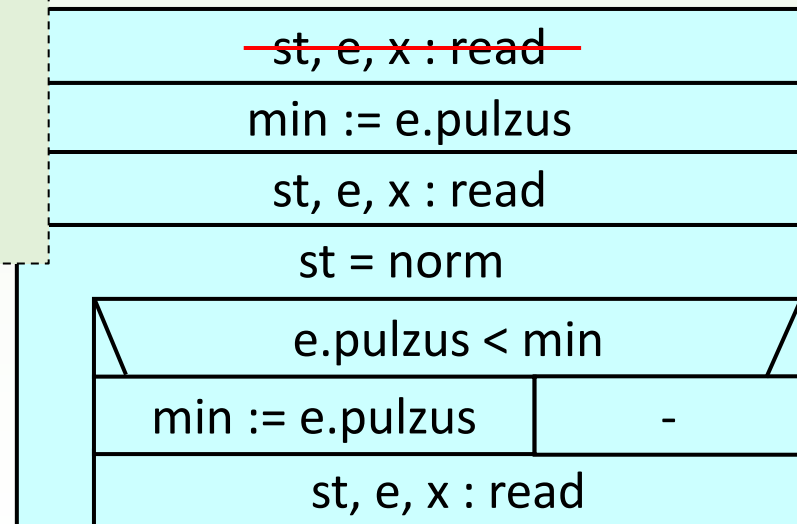 st, e, x : read
min := e.pulzus
st, e, x : read
st = norm
e.pulzus < min
min := e.pulzus -
st, e, x : read